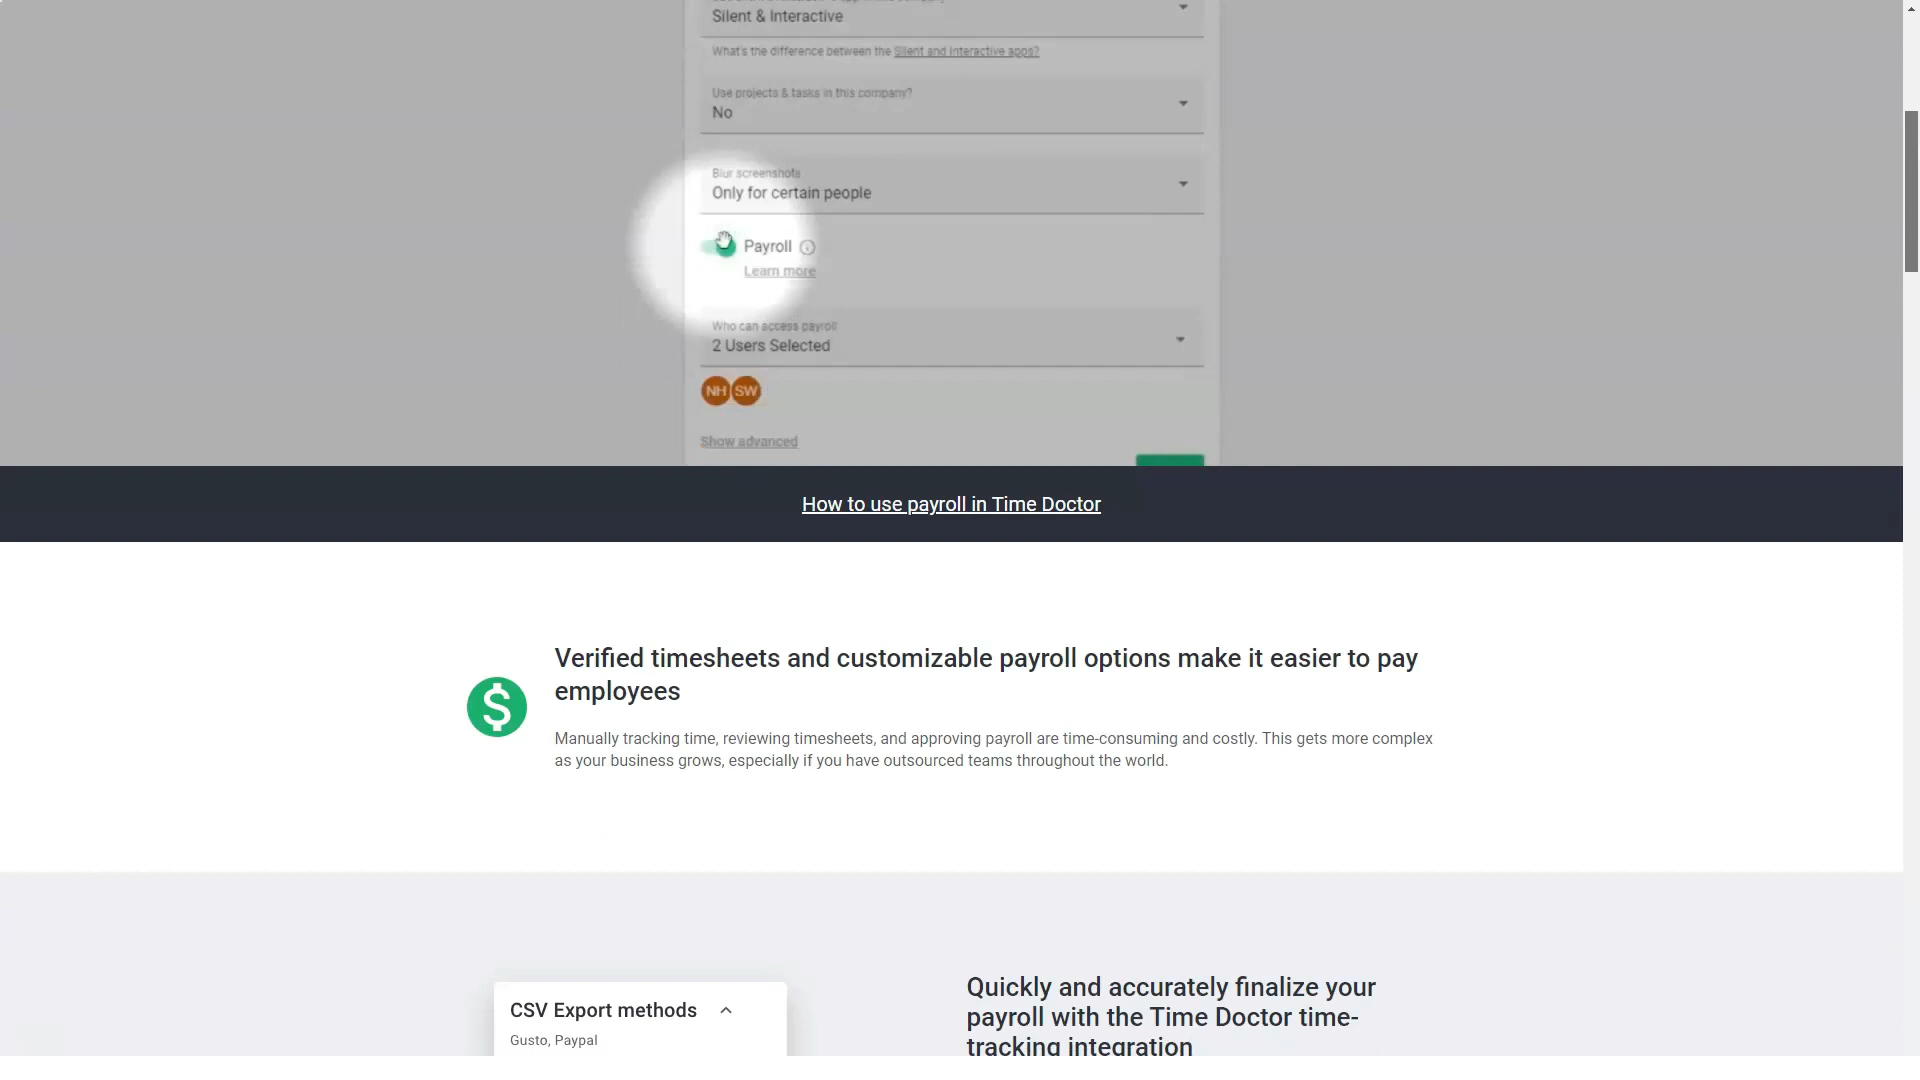 Silent & Interactive
What's the difference between the Silent and Interactive apps?
Use projects & tasks in this company?
No
Blur screenshots
Only for certain people
Payroll
Learn more
Who can access payroll
2 Users Selected
NH SW
Show advanced
How to use payroll in Time Doctor
Verified timesheets and customizable payroll options make it easier to pay
employees
Manually tracking time, reviewing timesheets, and approving payroll are time-consuming and costly. This gets more complex
as your business grows, especially if you have outsourced teams throughout the world.
CSV Export methods
Gusto, Paypal
Quickly and accurately finalize your
payroll with the Time Doctor time-
tracking integration